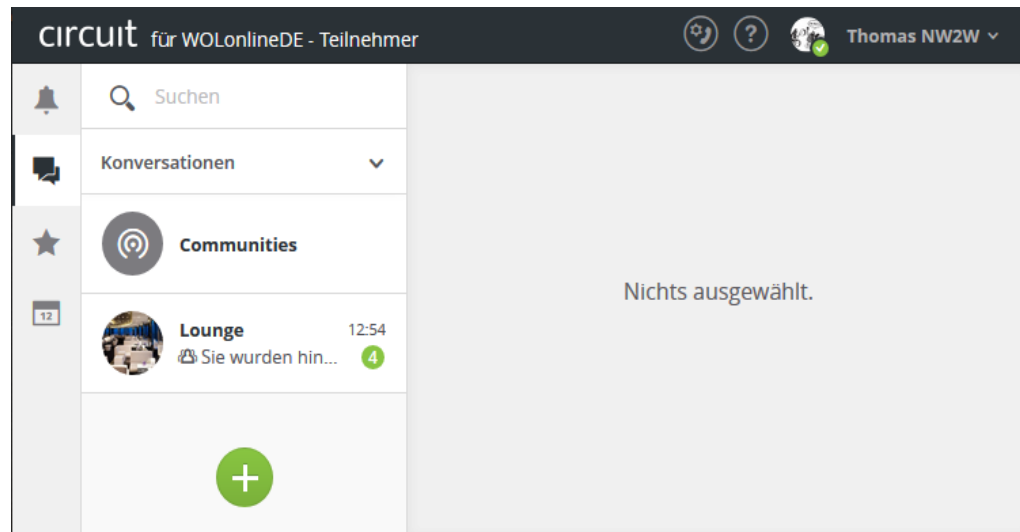 circuit für WOLonlineDE - Teilnehmer
? Thomas NW2W
Suchen
Konversationen
Communities
12
Lounge 12:54
Sie wurden hin... 4
Nichts ausgewählt.
+